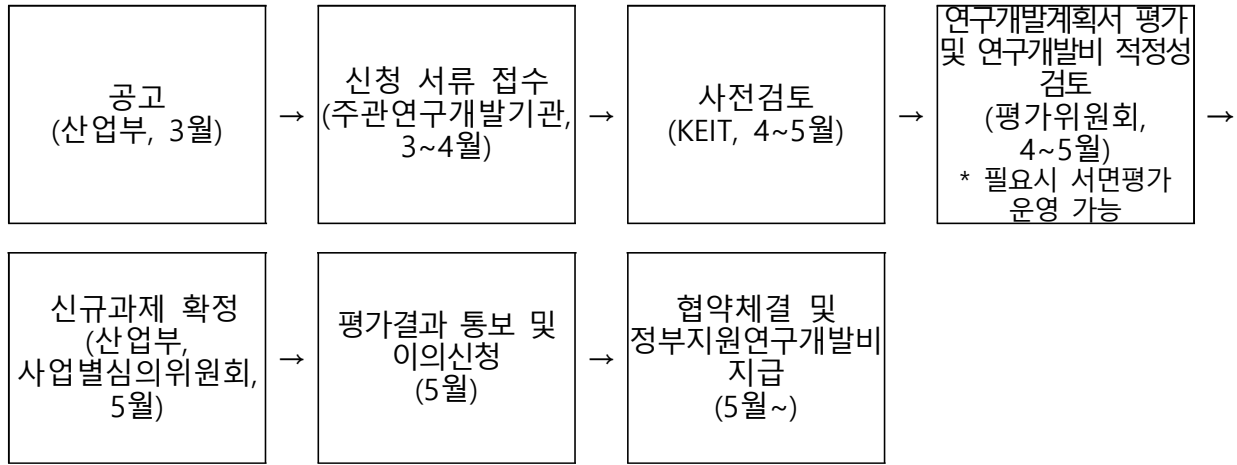 공고
(산업부, 3월)
→
신청 서류 접수
(주관연구개발기관,
3~4월)
→
사전검토
(KEIT, 4~5월)
→
연구개발계획서 평가
및 연구개발비 적정성
검토
(평가위원회,
4~5월)
* 필요시 서면평가
운영 가능
→
신규과제 확정
(산업부,
사업별심의위원회,
5월)
→
평가결과 통보 및
이의신청
(5월)
→
협약체결 및
정부지원연구개발비
지급
(5월~)